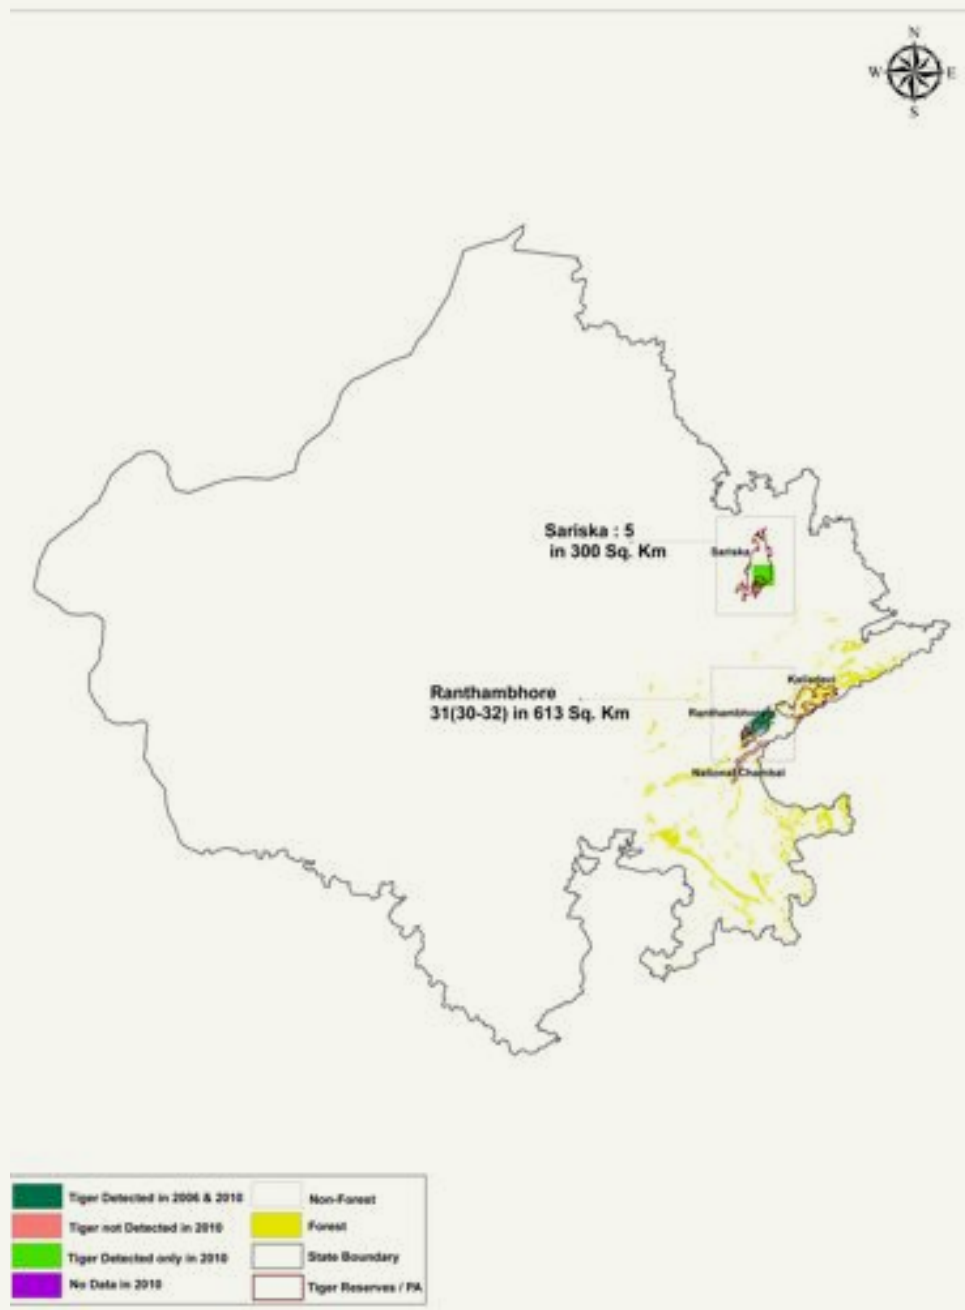 N
W E
S
Sariska : 5
in 300 Sq. Km
Sariska
Ranthambhore
31(30-32) in 613 Sq. Km
Keladevi
Ranthambhore
National Chambal
Tiger Detected in 2006 & 2010
Tiger not Detected in 2010
Tiger Detected only in 2010
No Data in 2010
Non-Forest
Forest
State Boundary
Tiger Reserves / PA